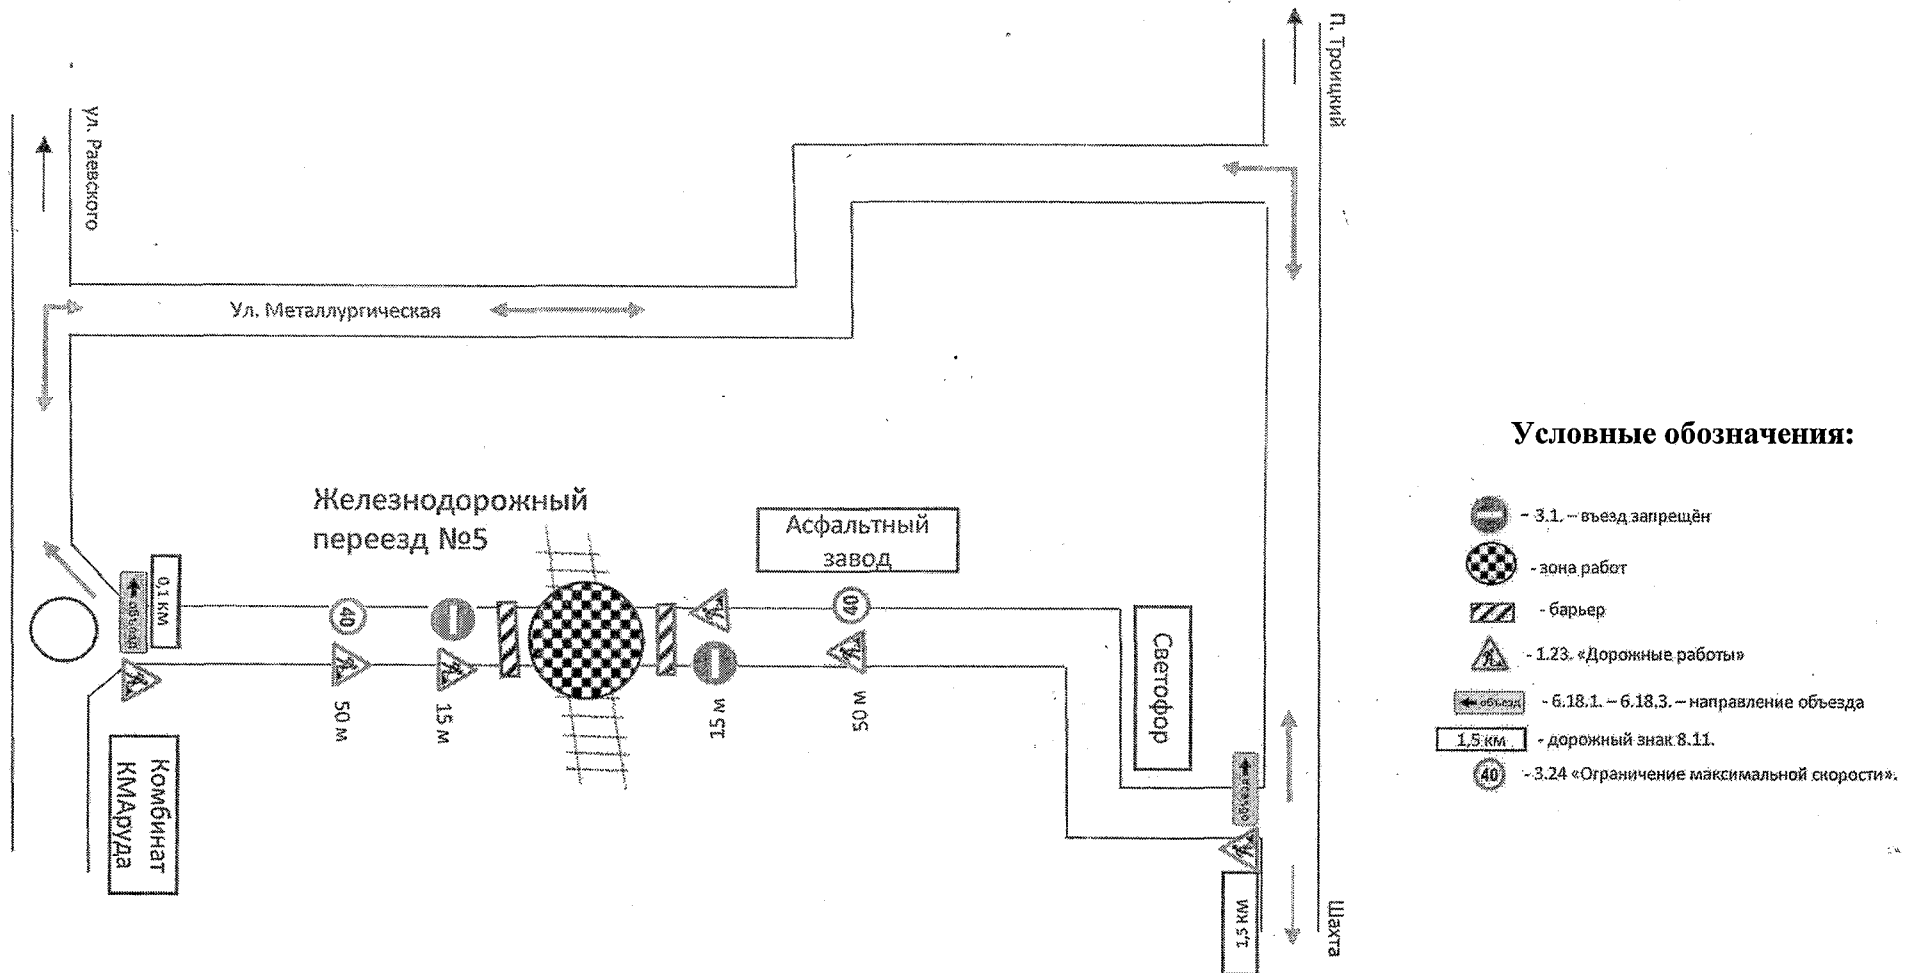 П. Троицкий
ул. Раевского
Ул. Металлургическая
Железнодорожный
переезд №5
Асфальтный
завод
0,1 км
объезд
40
40
Светофор
50 м
15 м
15 м
50 м
Комбинат
КМАруда
объезд
1,5 км
Шахта
Условные обозначения:
- 3.1. – въезд запрещён
- зона работ
- барьер
- 1.23. «Дорожные работы»
объезд - 6.18.1. – 6.18.3. – направление объезда
1,5 км - дорожный знак 8.11.
40 - 3.24 «Ограничение максимальной скорости».